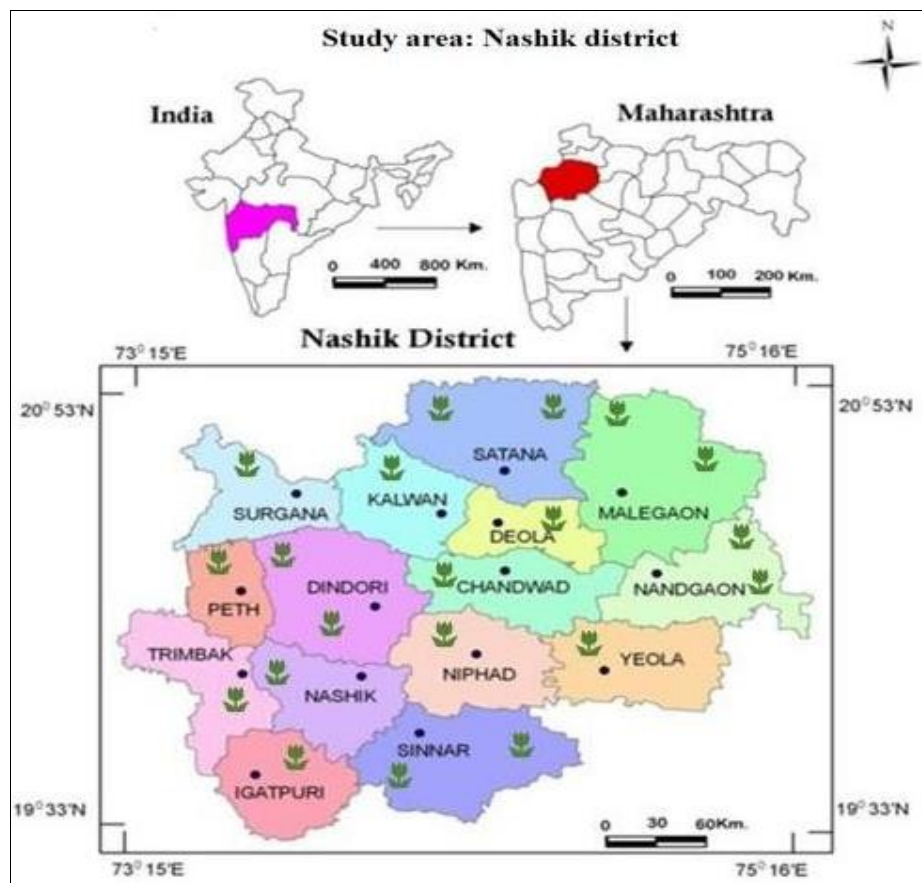 Study area: Nashik district
India
Maharashtra
0 400 800 Km.
0 100 200 Km.
Nashik District
73°15'E
75°16'E
20°53'N
20°53'N
SATANA
KALWAN
SURGANA
MALEGAON
DEOLA
CHANDWAD
NANDGAON
DINDORI
PETH
TRIMBAK
YEOLA
NIPHAD
NASHIK
SINNAR
IGATPURI
19°33'N
19°33'N
0 30 60Km.
73°15'E
75°16'E